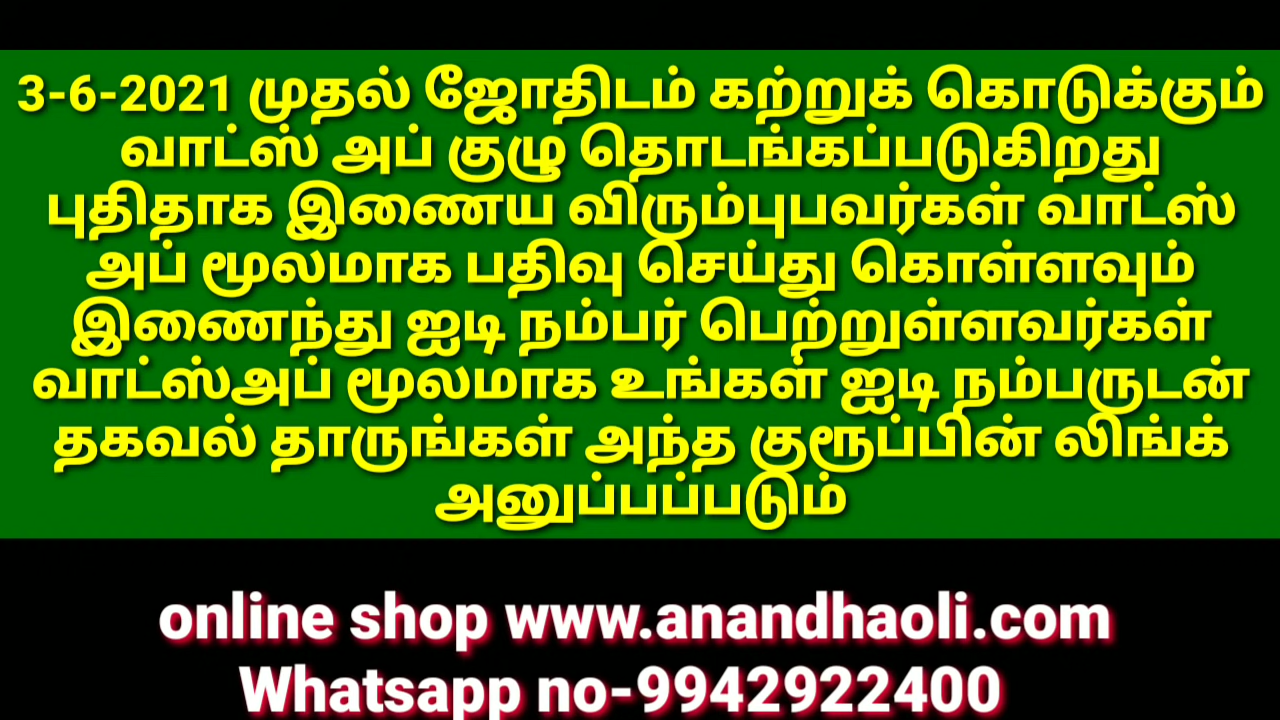 3-6-2021 முதல் ஜோதிடம் கற்றுக் கொடுக்கும்
வாட்ஸ் அப் குழு தொடங்கப்படுகிறது
புதிதாக இணைய விரும்புபவர்கள் வாட்ஸ்
அப் மூலமாக பதிவு செய்து கொள்ளவும்
இணைந்து ஐடி நம்பர் பெற்றுள்ளவர்கள்
வாட்ஸ்அப் மூலமாக உங்கள் ஐடி நம்பருடன்
தகவல் தாருங்கள் அந்த குரூப்பின் லிங்க்
அனுப்பப்படும்
online shop www.anandhaoli.com
Whatsapp no-9942922400